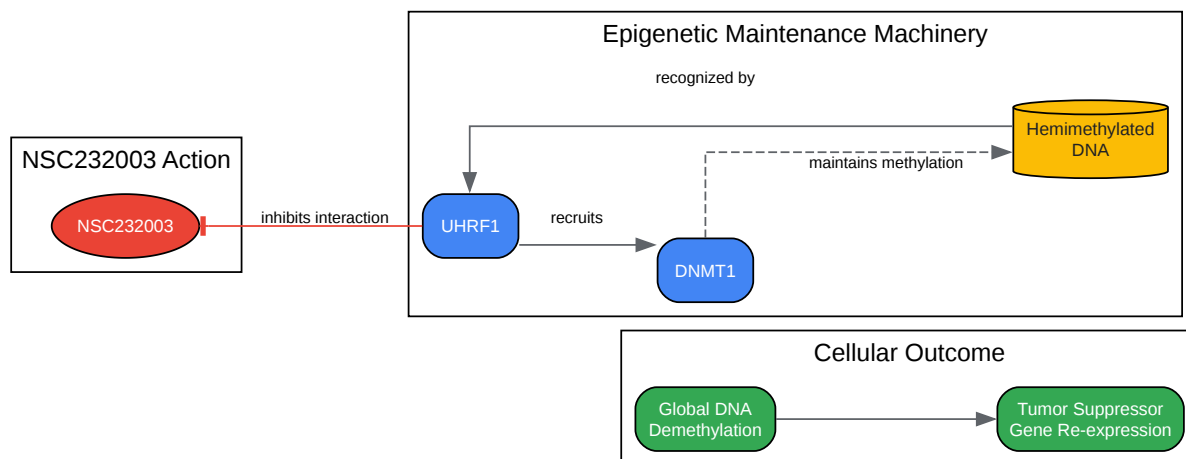 Epigenetic Maintenance Machinery
recognized by
Hemimethylated
DNA
maintains methylation
NSC232003 Action
NSC232003
inhibits interaction
UHRF1
recruits
DNMT1
Cellular Outcome
Global DNA
Demethylation
Tumor Suppressor
Gene Re-expression